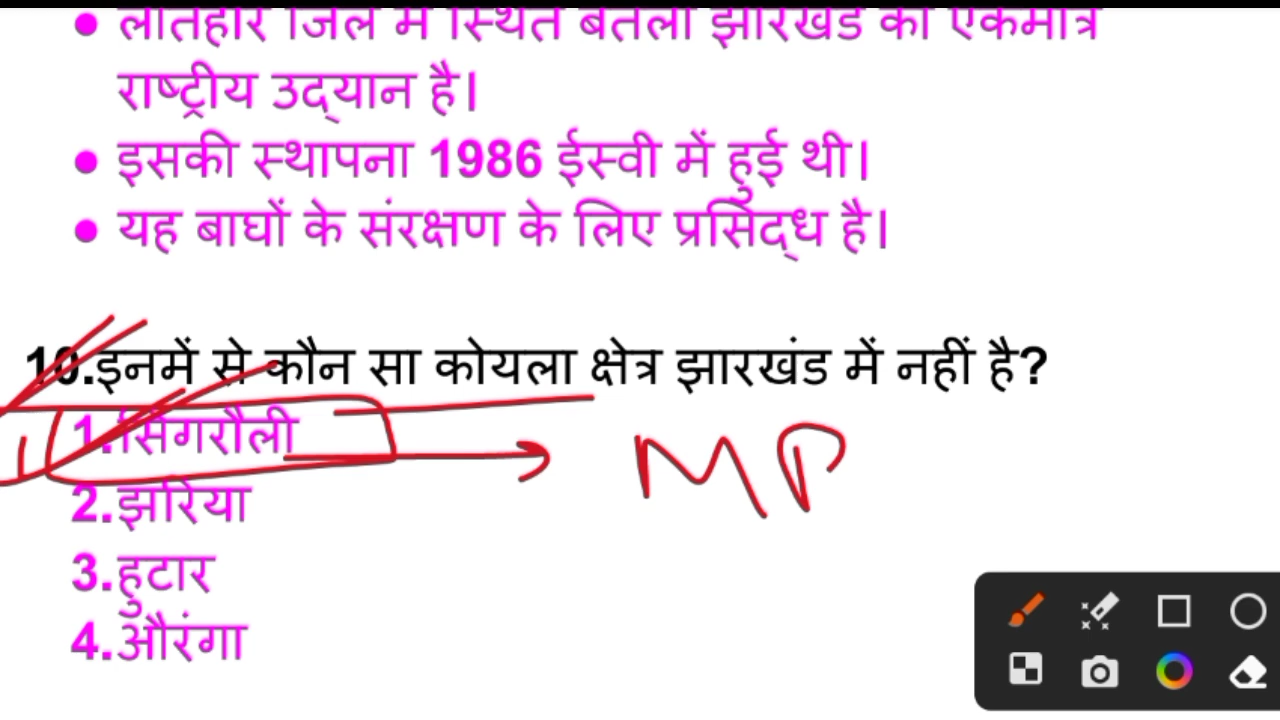 ● लातेहार जिले में स्थित बेतला झारखंड का एकमात्र
राष्ट्रीय उद्यान है।
● इसकी स्थापना 1986 ईस्वी में हुई थी।
● यह बाघों के संरक्षण के लिए प्रसिद्ध है।
10.इनमें से कौन सा कोयला क्षेत्र झारखंड में नहीं है?
1.सिंगरौली
MP
2.झरिया
3.हुटार
4.औरंगा